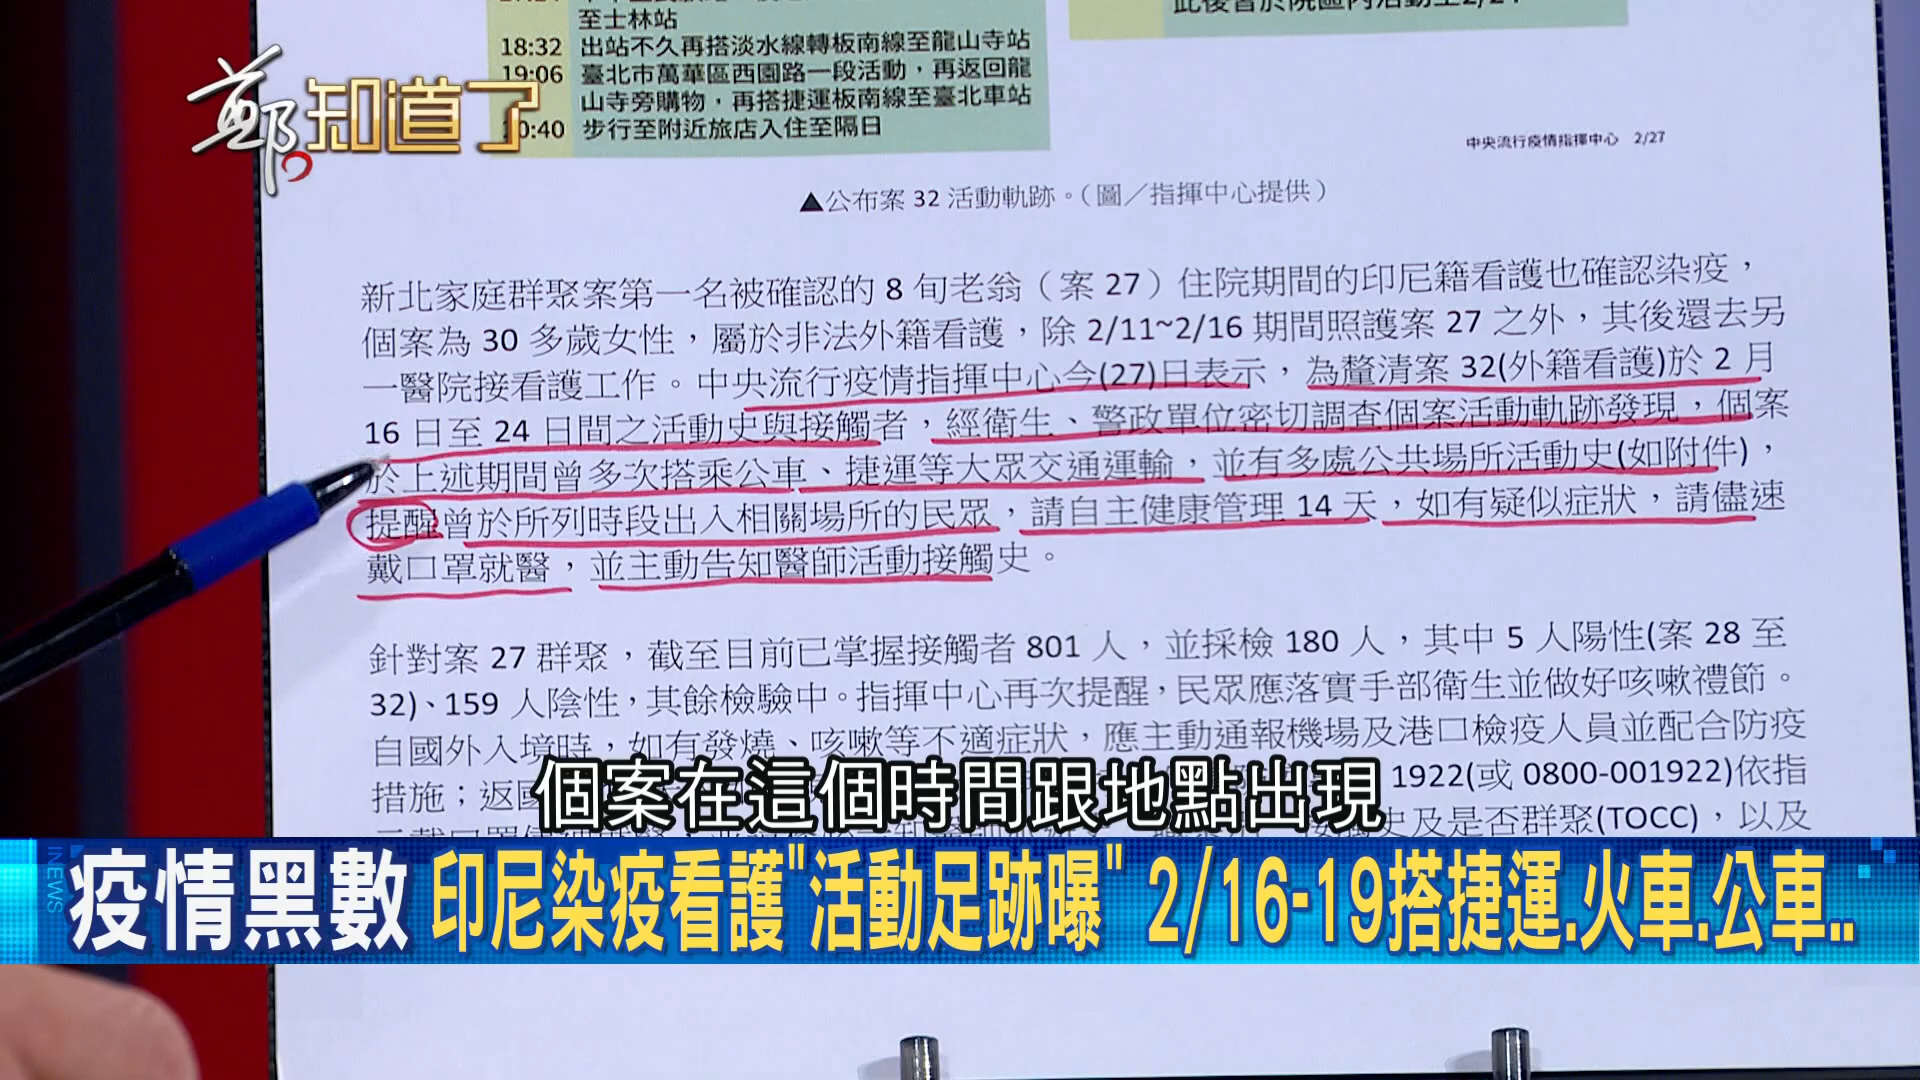 至士林站
18:32 出站不久再搭淡水線轉板南線至龍山寺站
19:06 臺北市萬華區西園路一段活動，再返回龍
山寺旁購物，再搭捷運板南線至臺北車站
0:40 步行至附近旅店入住至隔日
鄭知道了
中央流行疫情指揮中心 2/27
▲公布案 32 活動軌跡。（圖／指揮中心提供）
新北家庭群聚案第一名被確認的 8 旬老翁（案 27）住院期間的印尼籍看護也確認染疫，
個案為 30 多歲女性，屬於非法外籍看護，除 2/11~2/16 期間照護案 27 之外，其後還去另
一醫院接看護工作。中央流行疫情指揮中心今(27)日表示，為釐清案 32(外籍看護)於 2 月
16 日至 24 日間之活動史與接觸者，經衛生、警政單位密切調查個案活動軌跡發現，個案
於上述期間曾多次搭乘公車、捷運等大眾交通運輸，並有多處公共場所活動史(如附件)，
提醒曾於所列時段出入相關場所的民眾，請自主健康管理 14 天，如有疑似症狀，請儘速
戴口罩就醫，並主動告知醫師活動接觸史。
針對案 27 群聚，截至目前已掌握接觸者 801 人，並採檢 180 人，其中 5 人陽性(案 28 至
32)、159 人陰性，其餘檢驗中。指揮中心再次提醒，民眾應落實手部衛生並做好咳嗽禮節。
自國外入境時，如有發燒、咳嗽等不適症狀，應主動通報機場及港口檢疫人員並配合防疫
措施；返國 1922(或 0800-001922)依指
史及是否群聚(TOCC)，以及
個案在這個時間跟地點出現
INEWS
疫情黑數 印尼染疫看護"活動足跡曝" 2/16-19搭捷運.火車.公車..